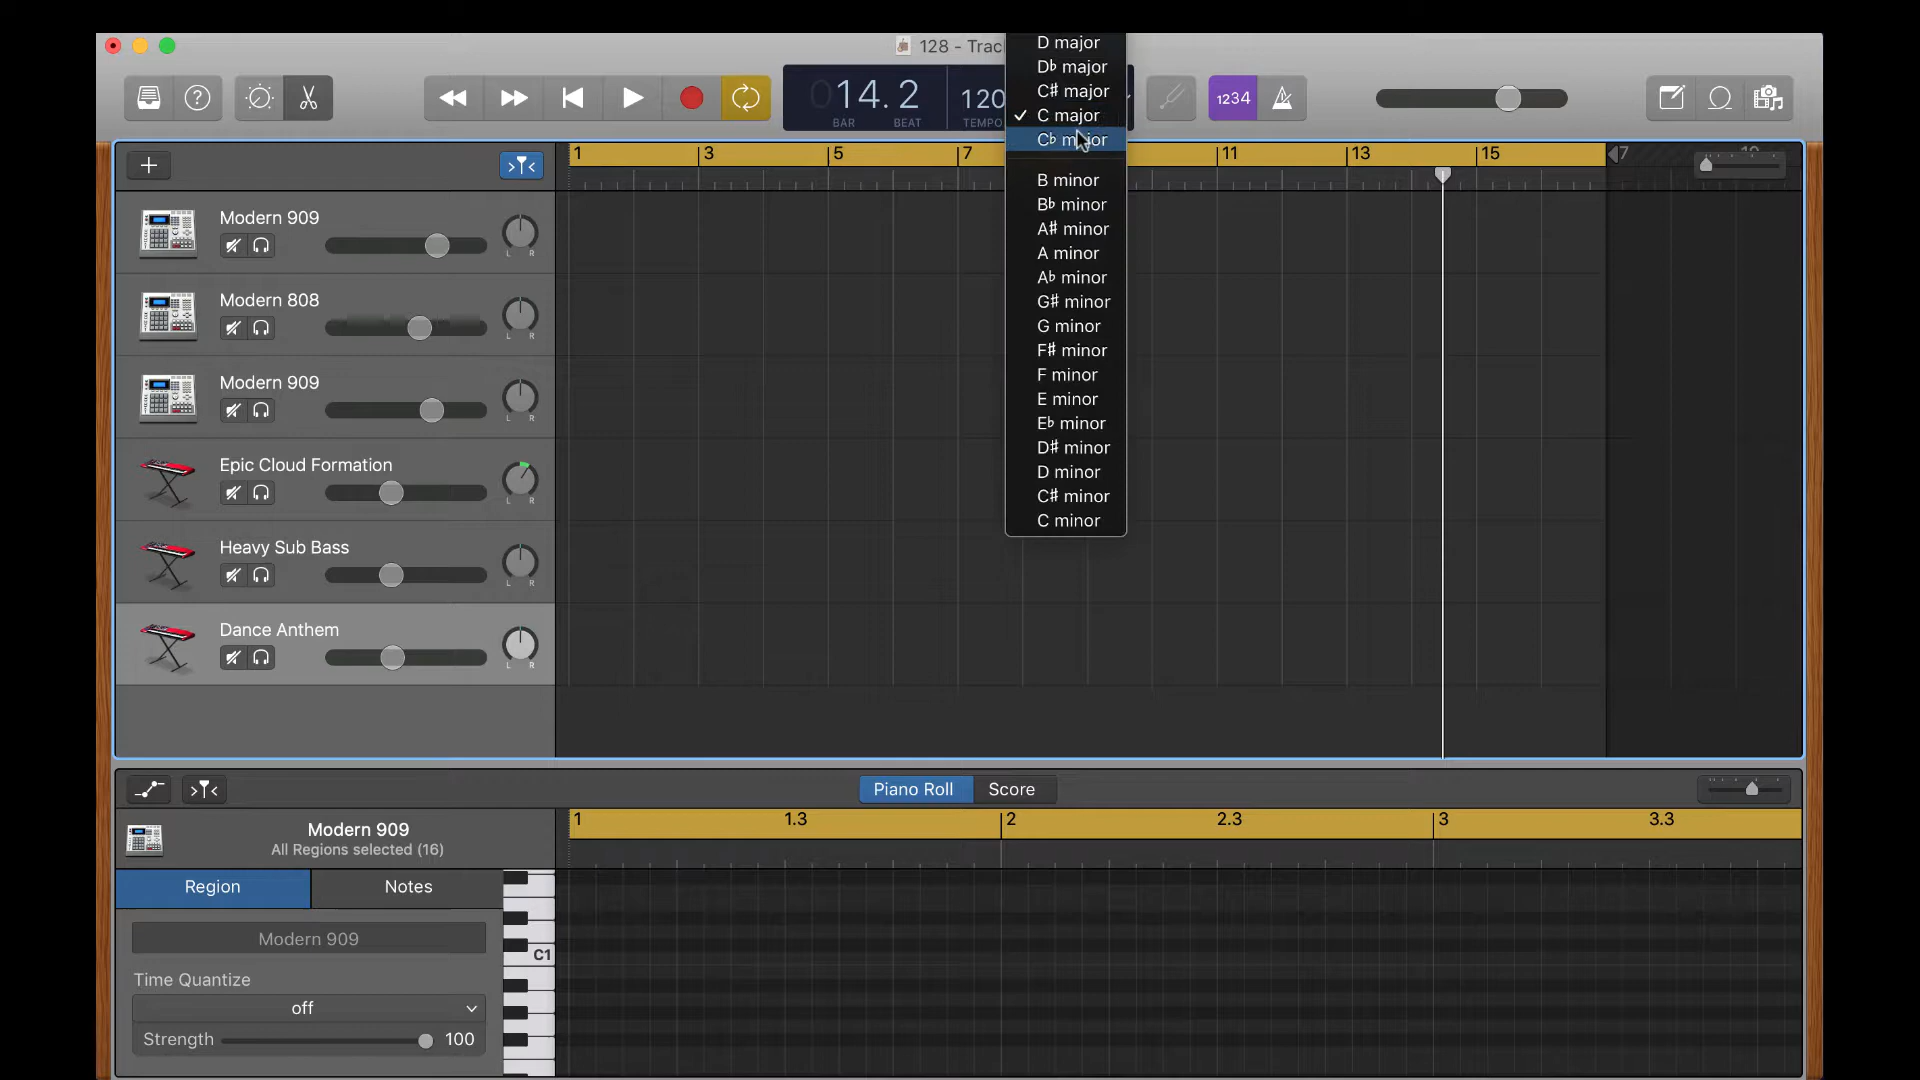 128 - Trac
D major
D♭ major
C♯ major
✓ C major
C♭ major
B minor
B♭ minor
A♯ minor
A minor
A♭ minor
G♯ minor
G minor
F♯ minor
F minor
E minor
E♭ minor
D♯ minor
D minor
C♯ minor
C minor
014.2
BAR
BEAT
120
TEMPO
1234
1
3
5
7
11
13
15
Modern 909
L R
Modern 808
L R
Modern 909
L R
Epic Cloud Formation
L R
Heavy Sub Bass
L R
Dance Anthem
L R
Piano Roll
Score
Modern 909
All Regions selected (16)
1
1.3
2
2.3
3
3.3
Region
Notes
Modern 909
C1
Time Quantize
off
Strength
100